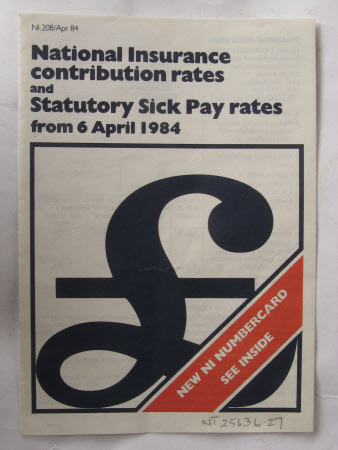 NI.208/Apr 84
National Insurance
contribution rates
and
Statutory Sick Pay rates
from 6 April 1984
£
NEW NI NUMBERCARD
SEE INSIDE
NI 25636.27